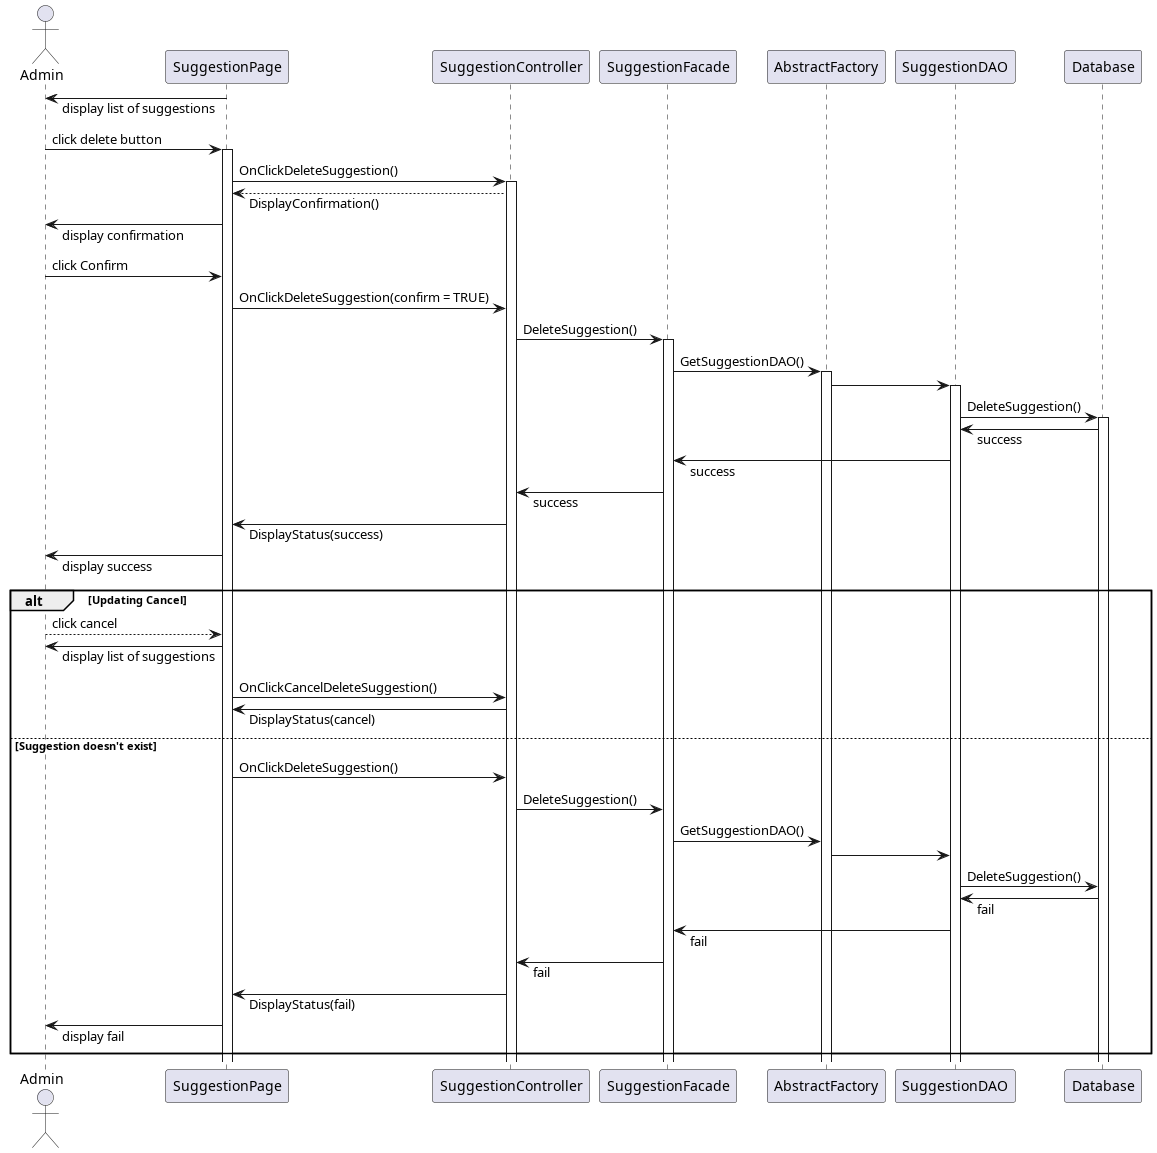 Admin
SuggestionPage
SuggestionController
SuggestionFacade
AbstractFactory
SuggestionDAO
Database
display list of suggestions
click delete button
OnClickDeleteSuggestion()
DisplayConfirmation()
display confirmation
click Confirm
OnClickDeleteSuggestion(confirm = TRUE)
DeleteSuggestion()
GetSuggestionDAO()
DeleteSuggestion()
success
success
success
DisplayStatus(success)
display success
alt [Updating Cancel]
click cancel
display list of suggestions
OnClickCancelDeleteSuggestion()
DisplayStatus(cancel)
[Suggestion doesn't exist]
OnClickDeleteSuggestion()
DeleteSuggestion()
GetSuggestionDAO()
DeleteSuggestion()
fail
fail
fail
DisplayStatus(fail)
display fail
Admin
SuggestionPage
SuggestionController
SuggestionFacade
AbstractFactory
SuggestionDAO
Database